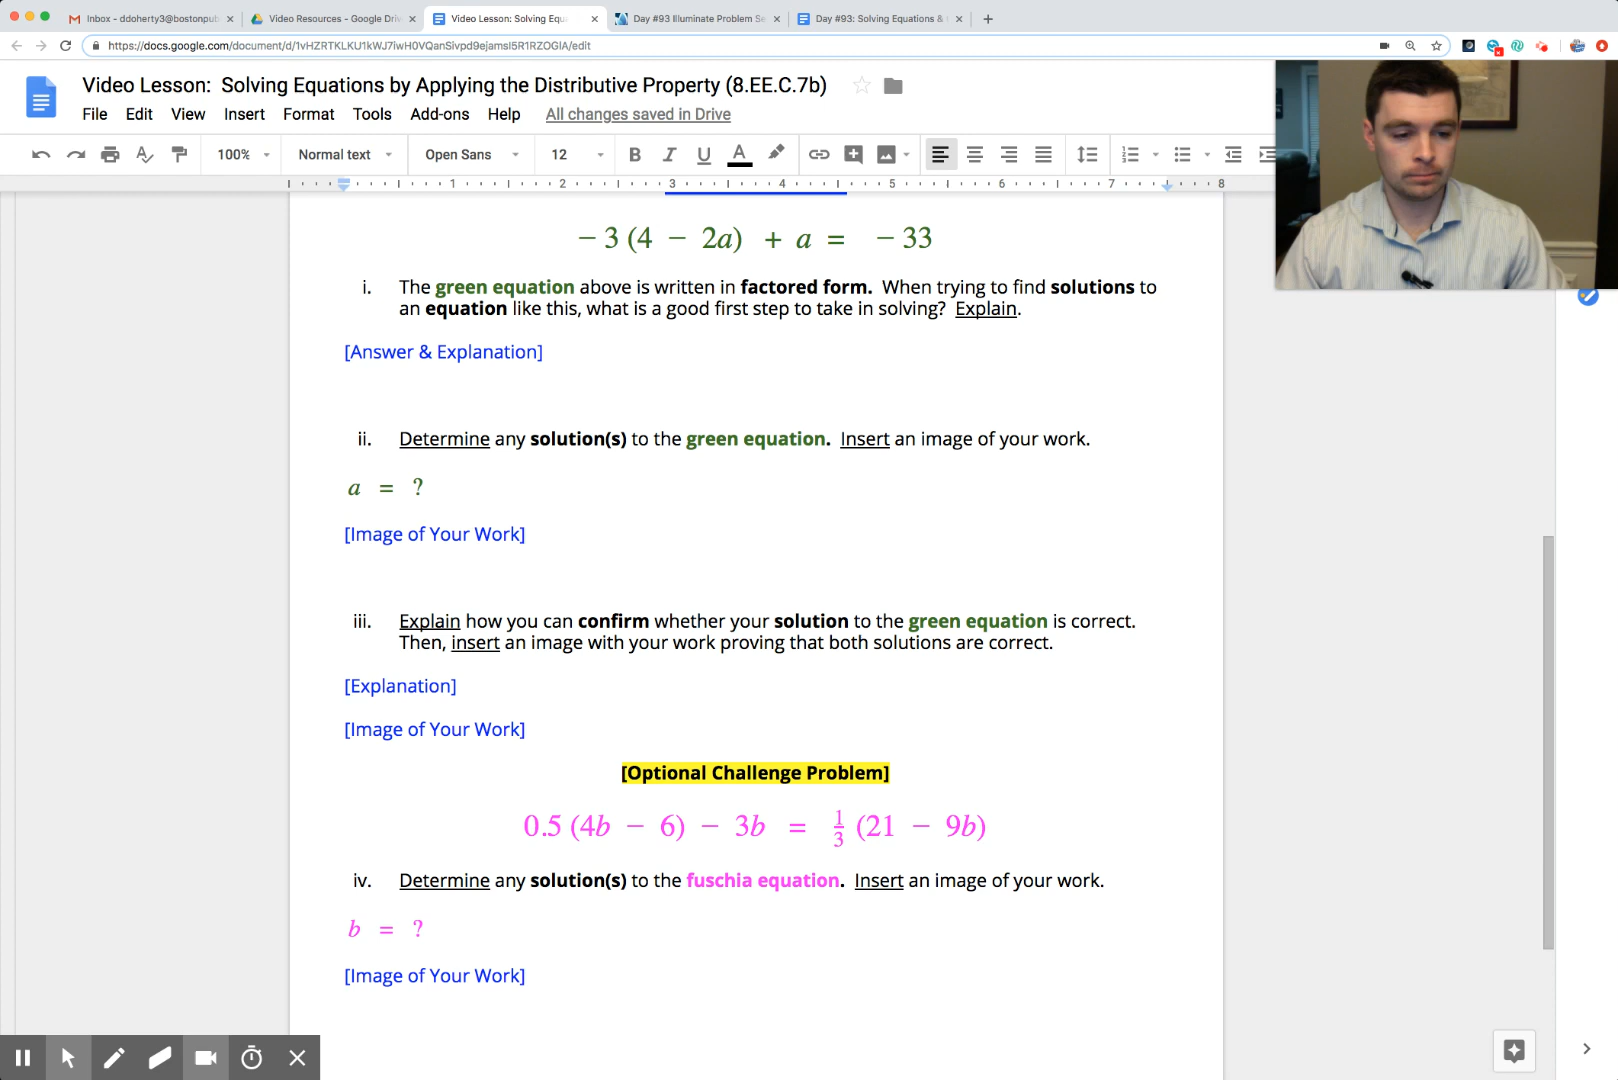 Inbox - ddoherty3@bostonpub
Video Resources - Google Driv
Video Lesson: Solving Equ
Day #93 Illuminate Problem Se
Day #93: Solving Equations &
https://docs.google.com/document/d/1vHZRTKLKU1kWJ7iwH0VQanSivpd9ejamsI5R1RZOGlA/edit
Video Lesson: Solving Equations by Applying the Distributive Property (8.EE.C.7b)
File Edit View Insert Format Tools Add-ons Help All changes saved in Drive
100% Normal text Open Sans 12 B I U A
1 2 3 4 5 6 7 8
− 3 (4 − 2a) + a = − 33
i. The green equation above is written in factored form. When trying to find solutions to
an equation like this, what is a good first step to take in solving? Explain.
[Answer & Explanation]
ii. Determine any solution(s) to the green equation. Insert an image of your work.
a = ?
[Image of Your Work]
iii. Explain how you can confirm whether your solution to the green equation is correct.
Then, insert an image with your work proving that both solutions are correct.
[Explanation]
[Image of Your Work]
[Optional Challenge Problem]
0.5 (4b − 6) − 3b = 1/3 (21 − 9b)
iv. Determine any solution(s) to the fuschia equation. Insert an image of your work.
b = ?
[Image of Your Work]